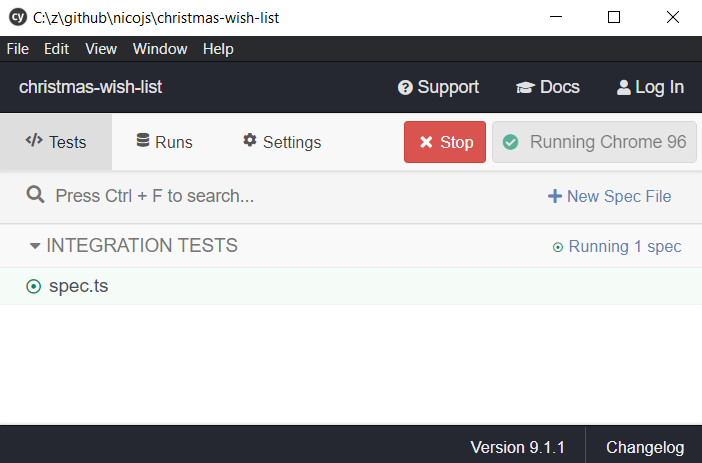 cy C:\z\github\nicojs\christmas-wish-list
File Edit View Window Help
christmas-wish-list Support Docs Log In
Tests Runs Settings Stop Running Chrome 96
Press Ctrl + F to search... New Spec File
INTEGRATION TESTS Running 1 spec
spec.ts
Version 9.1.1 Changelog